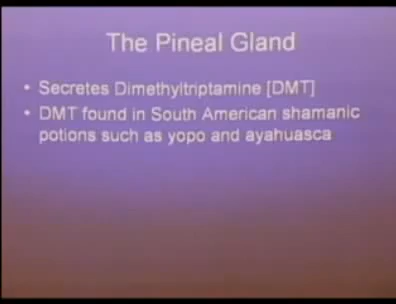 The Pineal Gland
• Secretes Dimethyltriptamine [DMT]
• DMT found in South American shamanic
potions such as yopo and ayahuasca